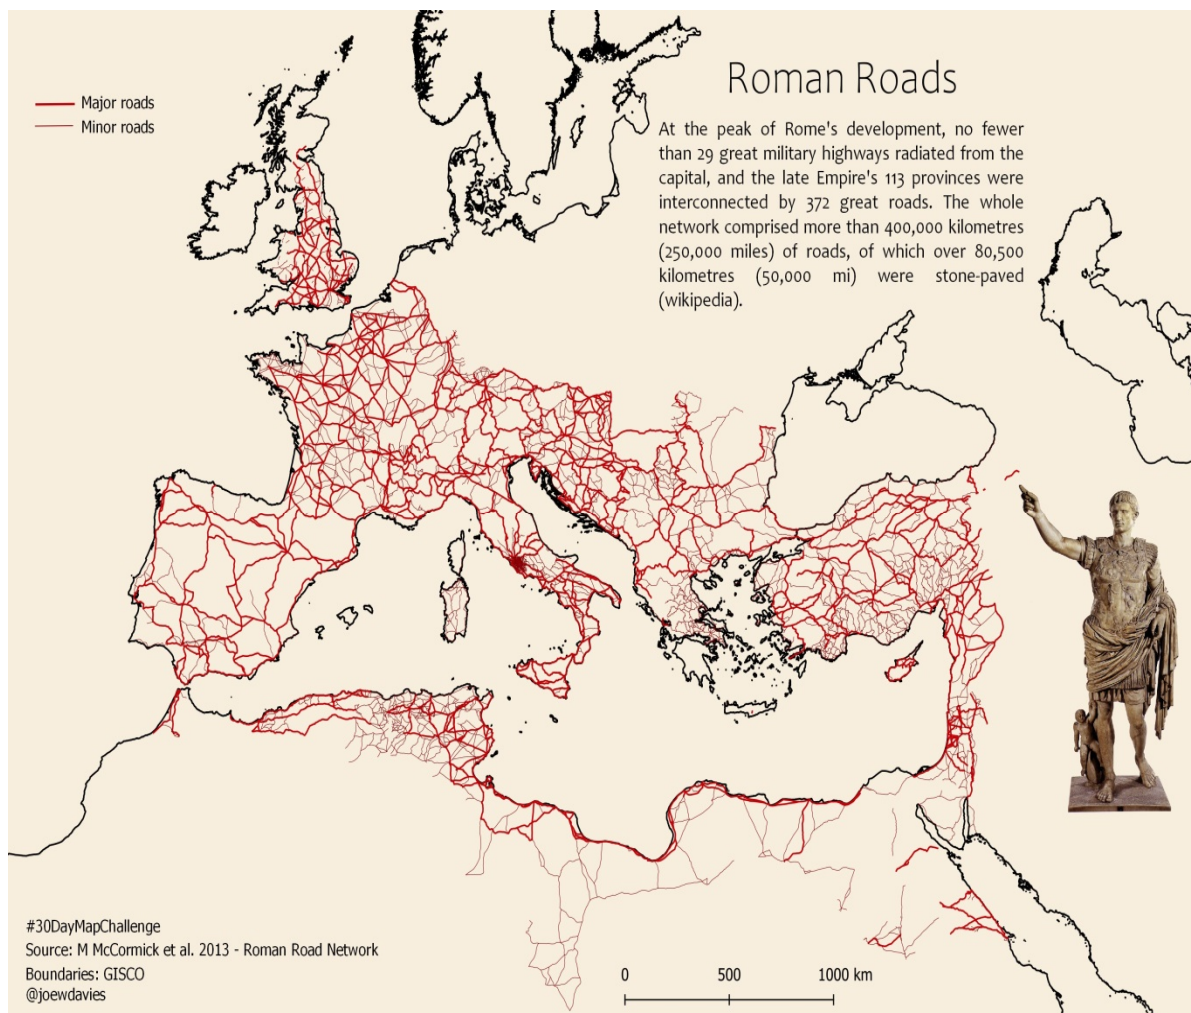 Roman Roads
Major roads
Minor roads
At the peak of Rome's development, no fewer
than 29 great military highways radiated from the
capital, and the late Empire's 113 provinces were
interconnected by 372 great roads. The whole
network comprised more than 400,000 kilometres
(250,000 miles) of roads, of which over 80,500
kilometres (50,000 mi) were stone-paved
(wikipedia).
#30DayMapChallenge
Source: M McCormick et al. 2013 - Roman Road Network
Boundaries: GISCO
@joewdavies
0 500 1000 km